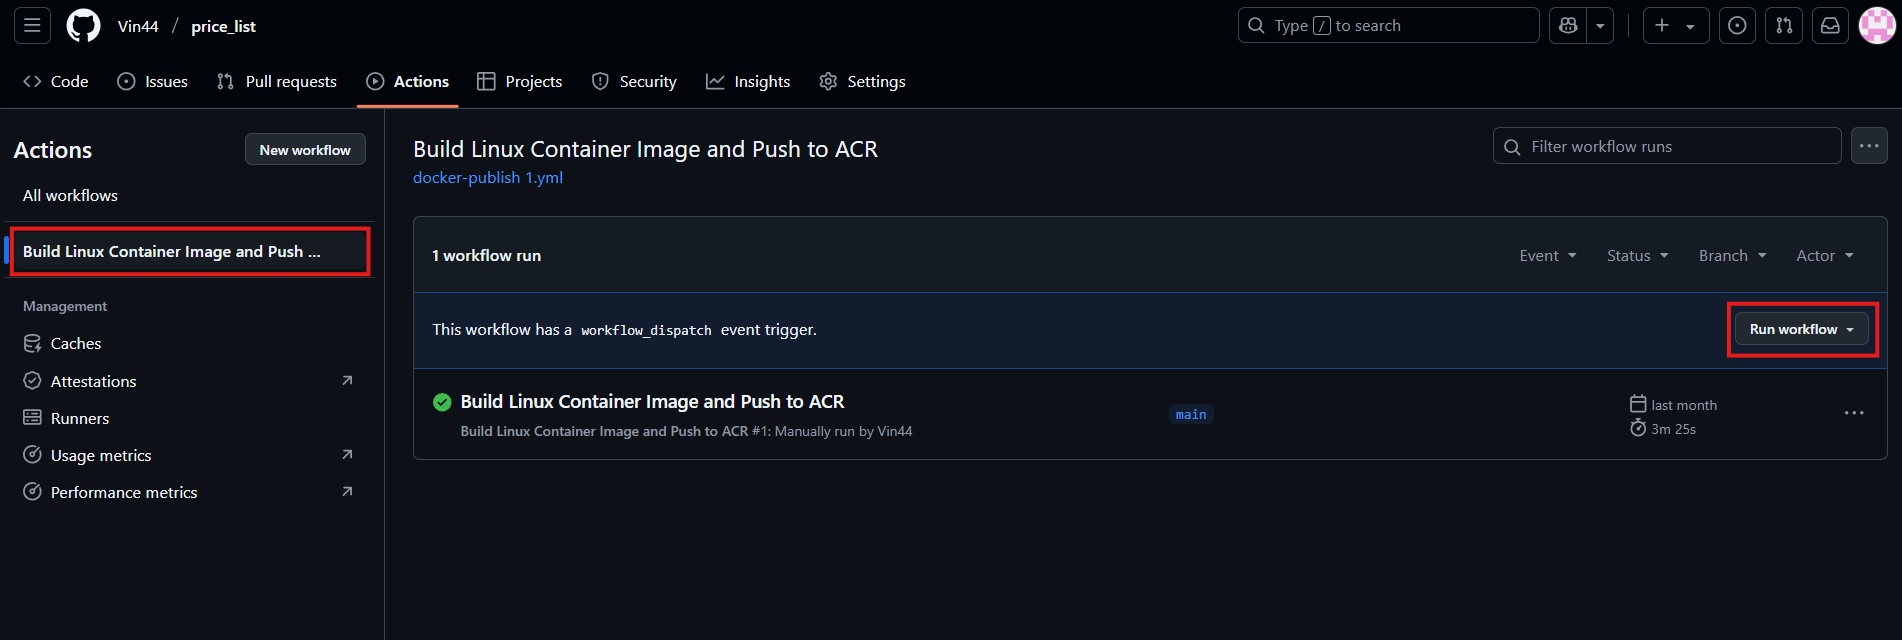 Vin44 / price_list
Type / to search
Code
Issues
Pull requests
Actions
Projects
Security
Insights
Settings
Actions
New workflow
All workflows
Build Linux Container Image and Push ...
Management
Caches
Attestations
Runners
Usage metrics
Performance metrics
Build Linux Container Image and Push to ACR
docker-publish 1.yml
Filter workflow runs
1 workflow run
Event
Status
Branch
Actor
This workflow has a workflow_dispatch event trigger.
Run workflow
Build Linux Container Image and Push to ACR
Build Linux Container Image and Push to ACR #1: Manually run by Vin44
main
last month
3m 25s